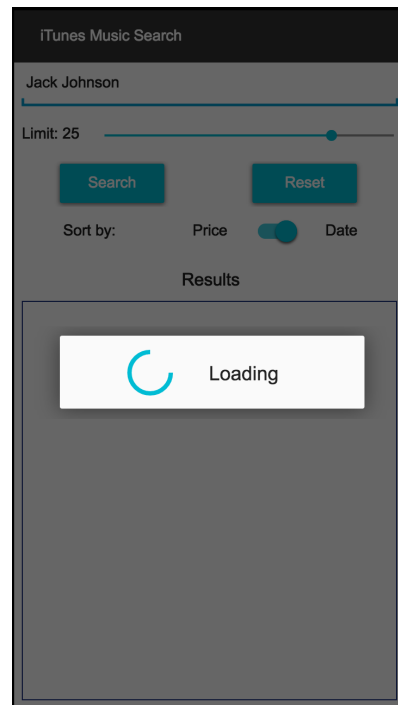 iTunes Music Search
Jack Johnson
Limit: 25
Search Reset
Sort by: Price Date
Results
Loading